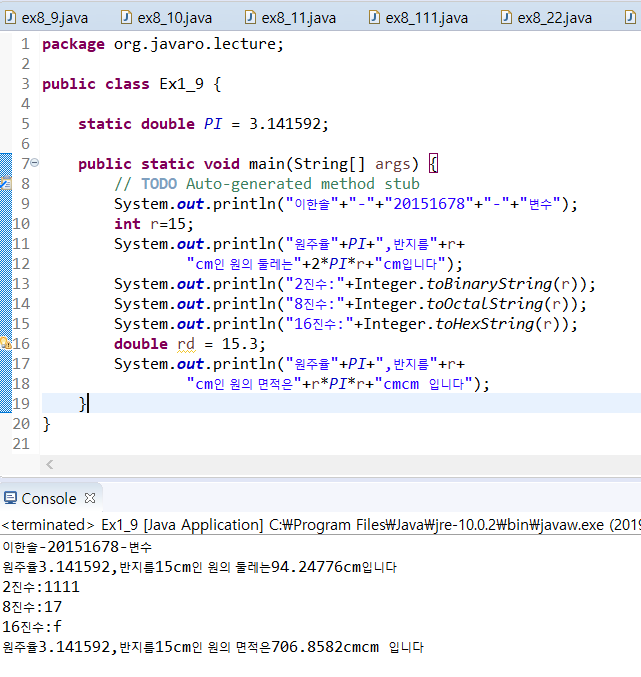 ex8_9.java ex8_10.java ex8_11.java ex8_111.java ex8_22.java
1 package org.javaro.lecture;
2
3 public class Ex1_9 {
4
5 static double PI = 3.141592;
6
7 public static void main(String[] args) {
8 // TODO Auto-generated method stub
9 System.out.println("이한솔"+"-"+"20151678"+"-"+"변수");
10 int r=15;
11 System.out.println("원주율"+PI+",반지름"+r+
12 "cm인 원의 둘레는"+2*PI*r+"cm입니다");
13 System.out.println("2진수:"+Integer.toBinaryString(r));
14 System.out.println("8진수:"+Integer.toOctalString(r));
15 System.out.println("16진수:"+Integer.toHexString(r));
16 double rd = 15.3;
17 System.out.println("원주율"+PI+",반지름"+r+
18 "cm인 원의 면적은"+r*PI*r+"cmcm 입니다");
19 }
20 }
21
Console
<terminated> Ex1_9 [Java Application] C:₩Program Files₩Java₩jre-10.0.2₩bin₩javaw.exe (2019
이한솔-20151678-변수
원주율3.141592,반지름15cm인 원의 둘레는94.24776cm입니다
2진수:1111
8진수:17
16진수:f
원주율3.141592,반지름15cm인 원의 면적은706.8582cmcm 입니다